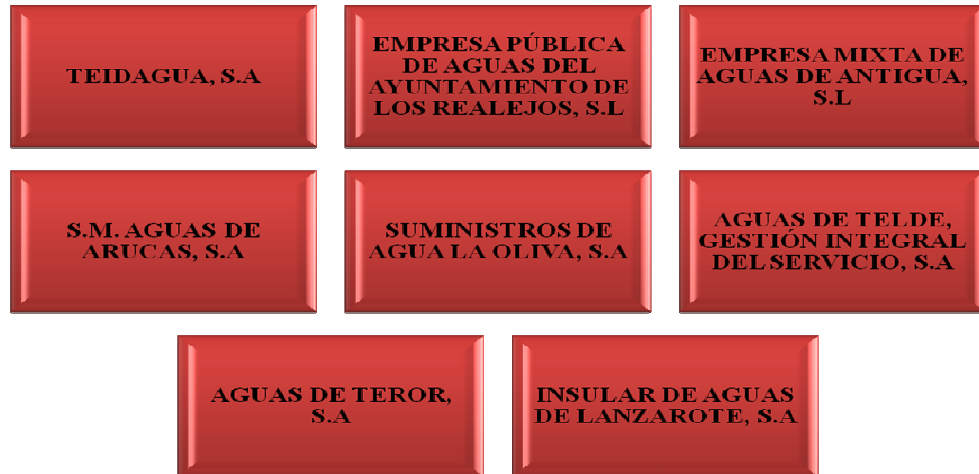 TEIDAGUA, S.A
EMPRESA PÚBLICA
DE AGUAS DEL
AYUNTAMIENTO DE
LOS REALEJOS, S.L
EMPRESA MIXTA DE
AGUAS DE ANTIGUA,
S.L
S.M. AGUAS DE
ARUCAS, S.A
SUMINISTROS DE
AGUA LA OLIVA, S.A
AGUAS DE TELDE,
GESTIÓN INTEGRAL
DEL SERVICIO, S.A
AGUAS DE TEROR,
S.A
INSULAR DE AGUAS
DE LANZAROTE, S.A